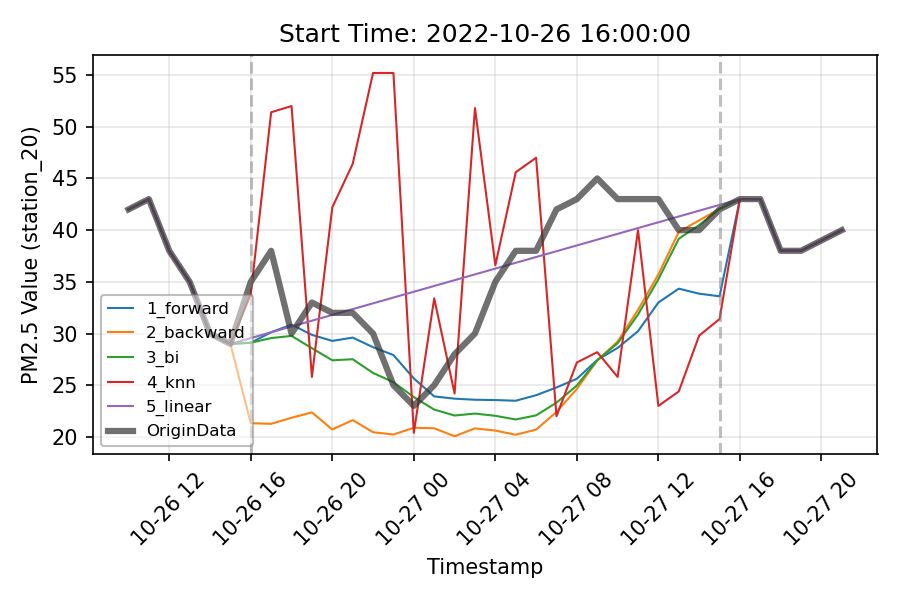 Start Time: 2022-10-26 16:00:00
PM2.5 Value (station_20)
55
50
45
40
35
30
25
20
1_forward
2_backward
3_bi
4_knn
5_linear
OriginData
10-26 12
10-26 16
10-26 20
10-27 00
10-27 04
10-27 08
10-27 12
10-27 16
10-27 20
Timestamp